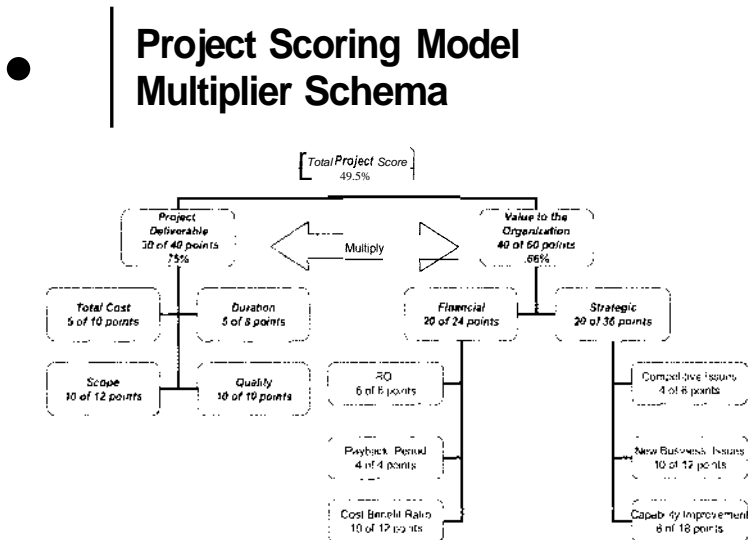 Project Scoring Model
Multiplier Schema
Total Project Score
49.5%
Project
Deliverable
30 of 40 points
75%
Multiply
Value to the
Organization
40 of 60 points
.66%
Total Cost
5 of 10 points
Duration
5 of 8 points
Financial
20 of 24 points
Strategic
20 of 36 points
Scope
10 of 12 points
Quality
10 of 10 points
6 of 8 points
Competitive Issues
4 of 6 points
Payback Period
4 of 4 points
New Business Issues
10 of 12 points
Cost Benefit Ratio
10 of 12 points
Capability Improvement
6 of 18 points